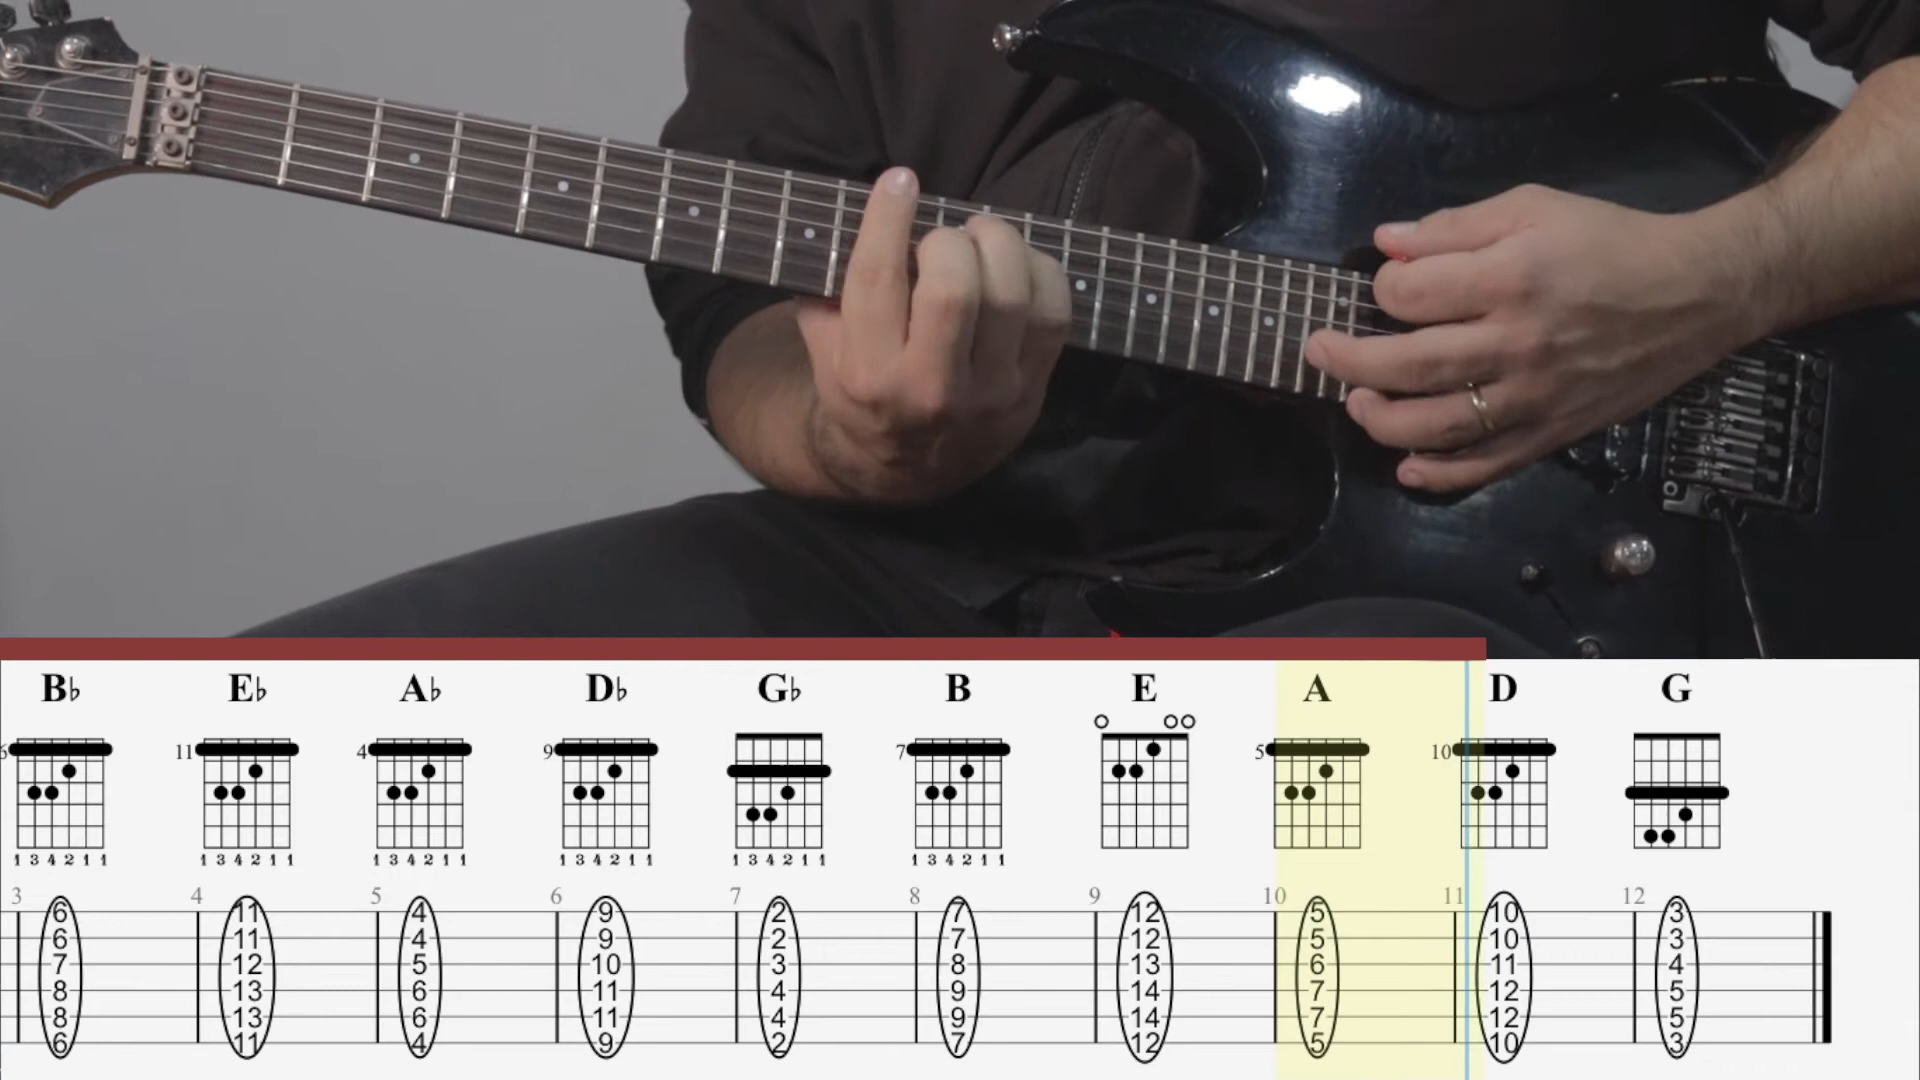 B♭ E♭ A♭ D♭ G♭ B E A D G
6 11 4 9 7 5 10
1 3 4 2 1 1 1 3 4 2 1 1 1 3 4 2 1 1 1 3 4 2 1 1 1 3 4 2 1 1 1 3 4 2 1 1
3 4 5 6 7 8 9 10 11 12
6 11 4 9 2 7 12 5 10 3
6 11 4 9 2 7 12 5 10 3
7 12 5 10 3 8 13 6 11 4
8 13 6 11 4 9 14 7 12 5
8 13 6 11 4 9 14 7 12 5
6 11 4 9 2 7 12 5 10 3